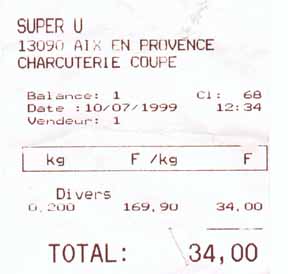 SUPER U
13090 AIX EN PROVENCE
CHARCUTERIE COUPE
Balance: 1 Cl: 68
Date :10/07/1999 12:34
Vendeur: 1
kg F /kg F
Divers
0,200 169,90 34,00
TOTAL: 34,00